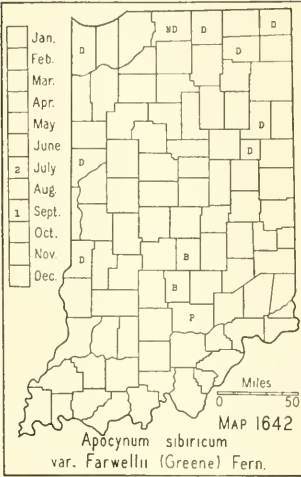 Jan.
Feb.
Mar.
Apr.
May
June
2 July
Aug.
1 Sept.
Oct.
Nov.
Dec.
D ND D D
D
D
D
D
D B
B
P
Miles
0 50
MAP 1642
Apocynum sibiricum
var. Farwellii (Greene) Fern.